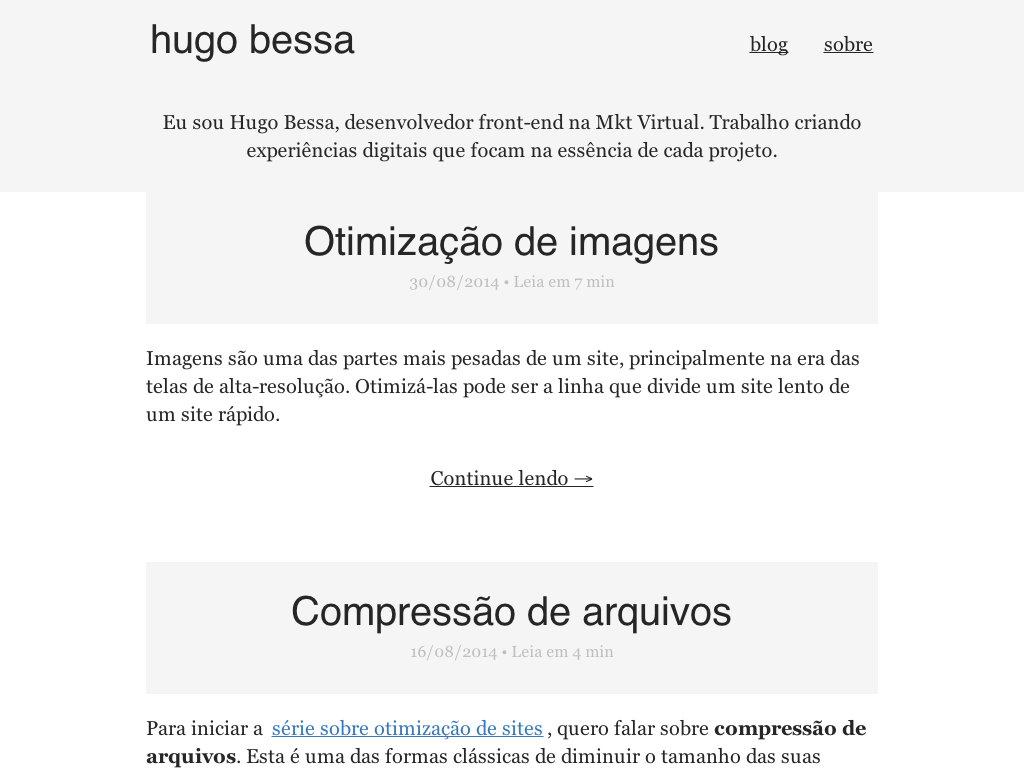 hugo bessa
blog sobre
Eu sou Hugo Bessa, desenvolvedor front-end na Mkt Virtual. Trabalho criando
experiências digitais que focam na essência de cada projeto.
Otimização de imagens
30/08/2014 • Leia em 7 min
Imagens são uma das partes mais pesadas de um site, principalmente na era das
telas de alta-resolução. Otimizá-las pode ser a linha que divide um site lento de
um site rápido.
Continue lendo →
Compressão de arquivos
16/08/2014 • Leia em 4 min
Para iniciar a série sobre otimização de sites , quero falar sobre compressão de
arquivos. Esta é uma das formas clássicas de diminuir o tamanho das suas